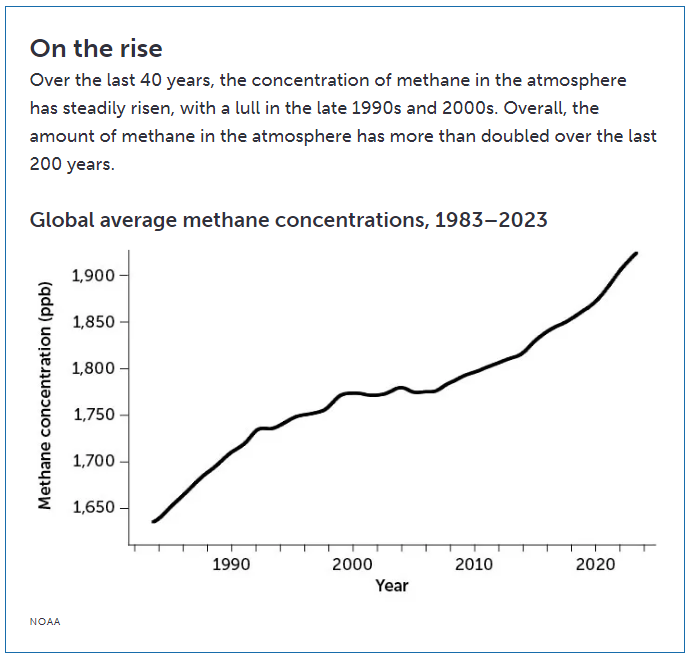 On the rise
Over the last 40 years, the concentration of methane in the atmosphere
has steadily risen, with a lull in the late 1990s and 2000s. Overall, the
amount of methane in the atmosphere has more than doubled over the last
200 years.
Global average methane concentrations, 1983–2023
Methane concentration (ppb)
1,900
1,850
1,800
1,750
1,700
1,650
1990 2000 2010 2020
Year
NOAA